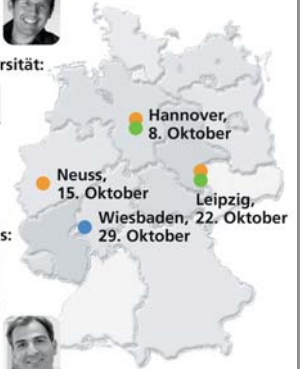 rsität:
Hannover,
8. Oktober
Neuss,
15. Oktober
Leipzig,
22. Oktober
Wiesbaden,
29. Oktober
s: